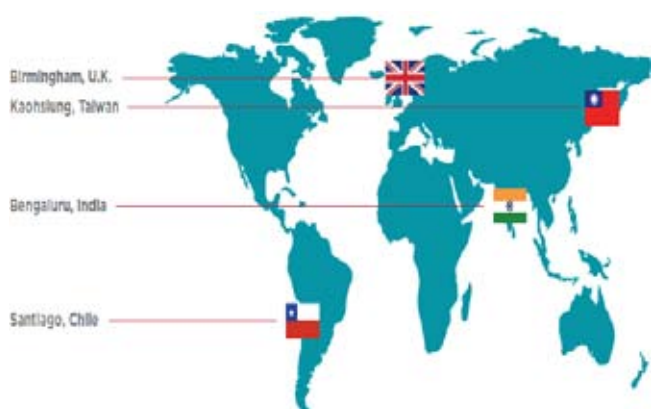 Birmingham, U.K.
Kaohsiung, Taiwan
Bengaluru, India
Santiago, Chile